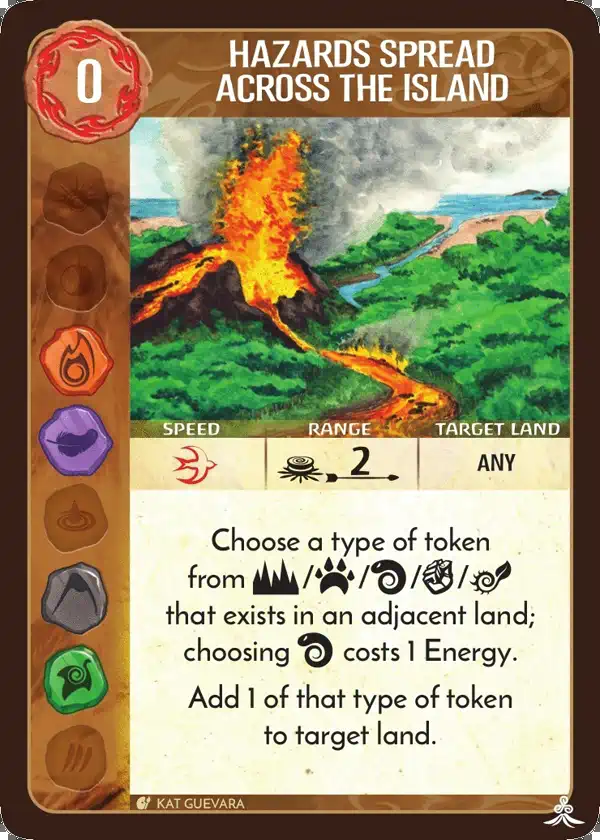 0
HAZARDS SPREAD
ACROSS THE ISLAND
SPEED RANGE TARGET LAND
2 ANY
Choose a type of token
from / / / /
that exists in an adjacent land;
choosing costs 1 Energy.
Add 1 of that type of token
to target land.
KAT GUEVARA